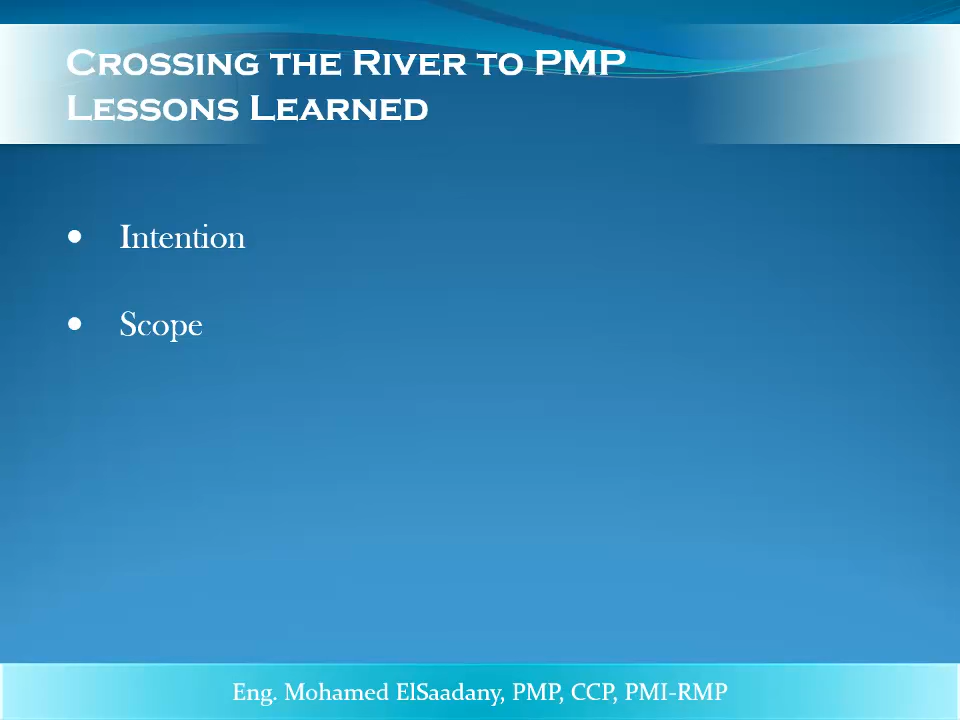 Crossing the River to PMP
Lessons Learned
• Intention
• Scope
Eng. Mohamed ElSaadany, PMP, CCP, PMI-RMP